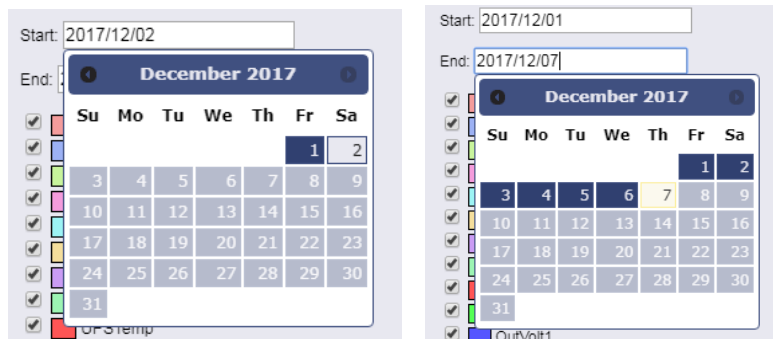 Start: 2017/12/02
End:
December 2017
Su Mo Tu We Th Fr Sa
1 2
3 4 5 6 7 8 9
10 11 12 13 14 15 16
17 18 19 20 21 22 23
24 25 26 27 28 29 30
31
UPSTemp
Start: 2017/12/01
End: 2017/12/07
December 2017
Su Mo Tu We Th Fr Sa
1 2
3 4 5 6 7 8 9
10 11 12 13 14 15 16
17 18 19 20 21 22 23
24 25 26 27 28 29 30
31
OutVolt1